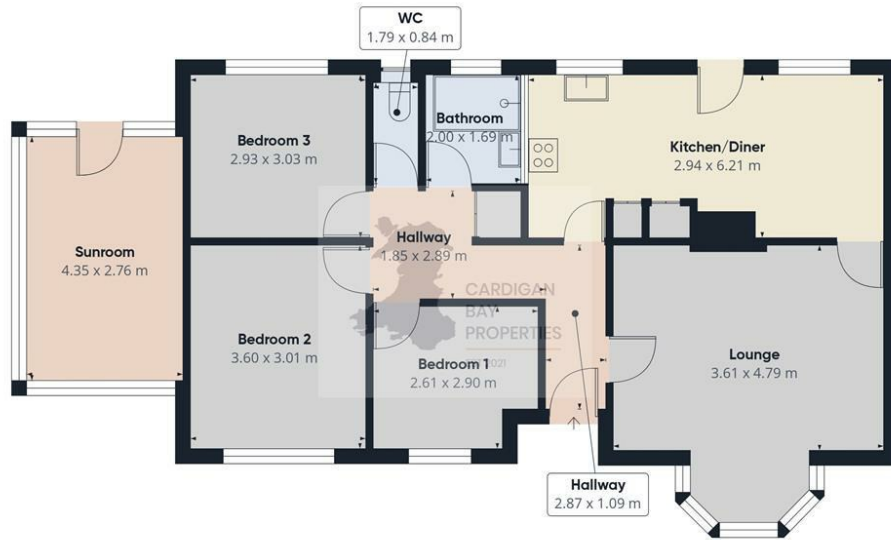 WC
1.79 x 0.84 m
Bedroom 3
2.93 x 3.03 m
Bathroom
2.00 x 1.69 m
Kitchen/Diner
2.94 x 6.21 m
Sunroom
4.35 x 2.76 m
Hallway
1.85 x 2.89 m
CARDIGAN
BAY
PROPERTIES
Bedroom 2
3.60 x 3.01 m
Bedroom 1
2.61 x 2.90 m
Lounge
3.61 x 4.79 m
Hallway
2.87 x 1.09 m